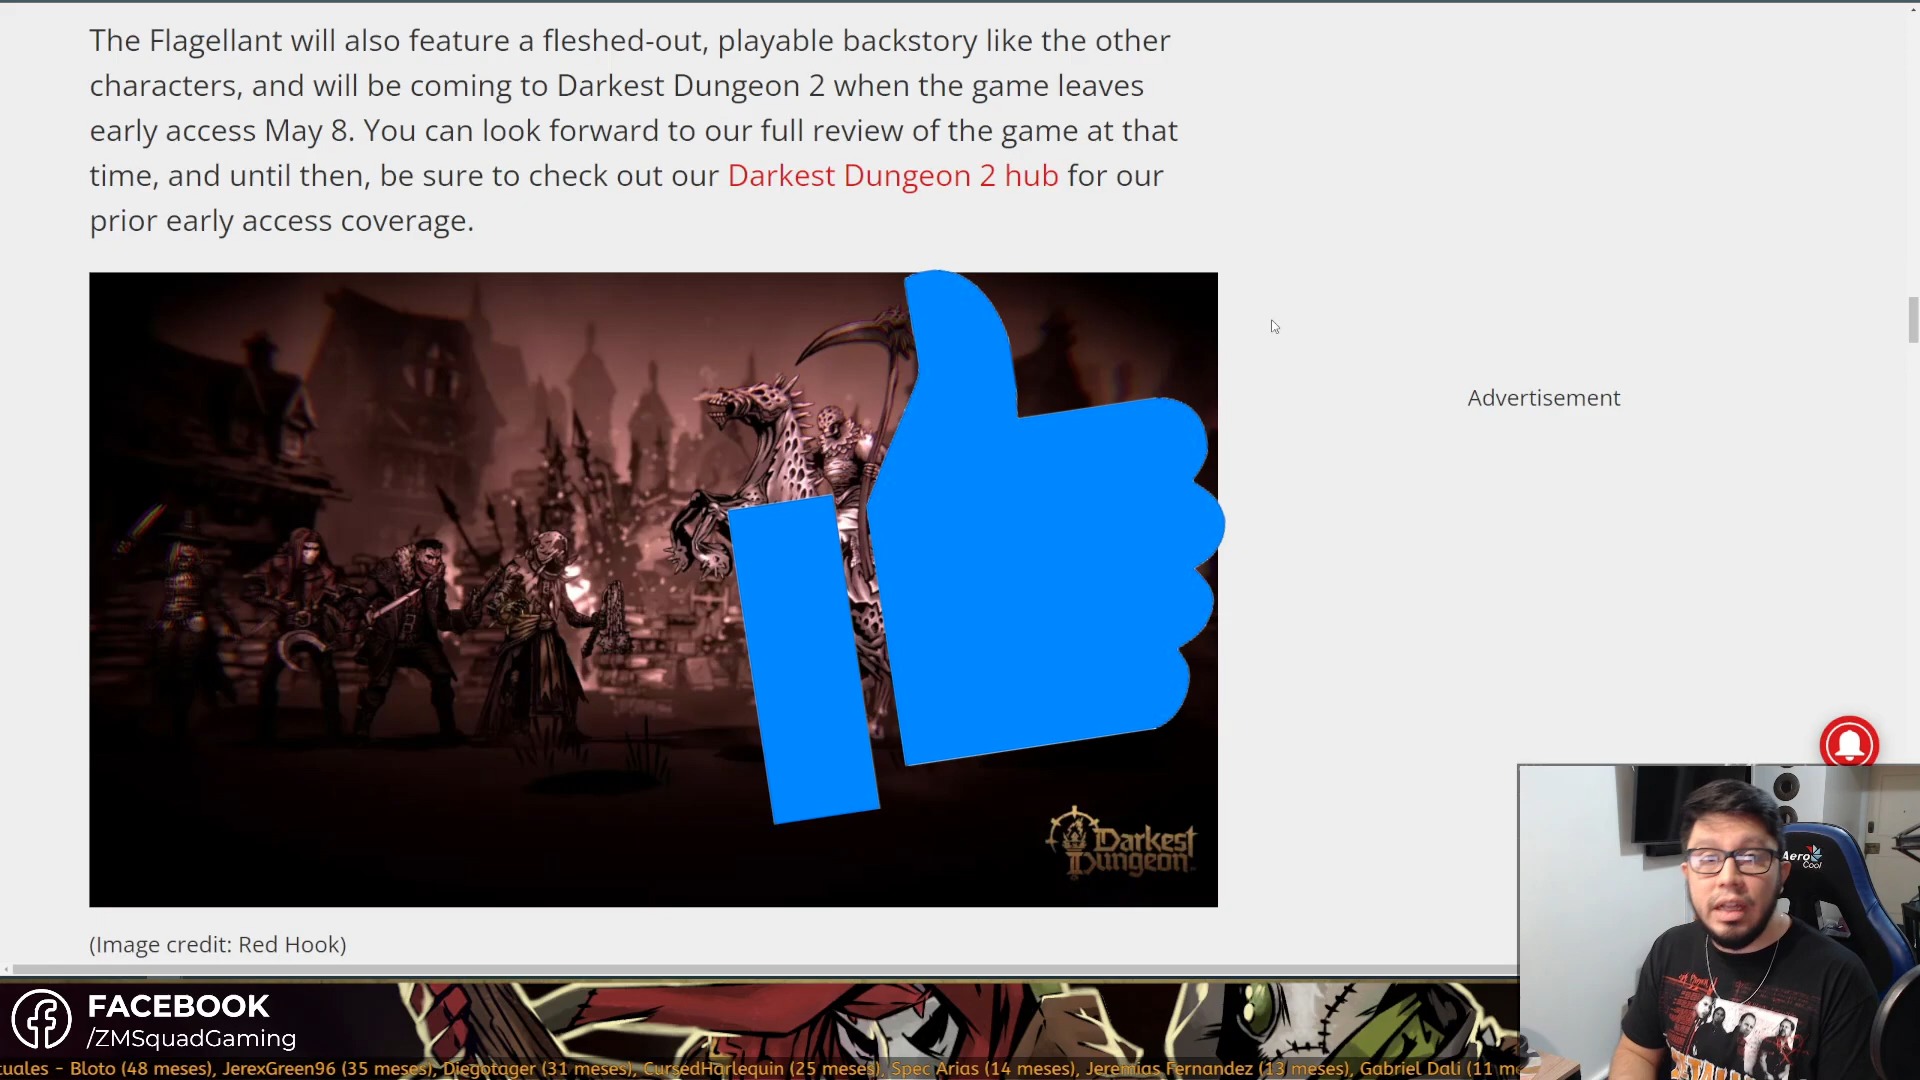 The Flagellant will also feature a fleshed-out, playable backstory like the other
characters, and will be coming to Darkest Dungeon 2 when the game leaves
early access May 8. You can look forward to our full review of the game at that
time, and until then, be sure to check out our Darkest Dungeon 2 hub for our
prior early access coverage.
Advertisement
Darkest
Dungeon
(Image credit: Red Hook)
Aero
Cool
FACEBOOK
/ZMSquadGaming
tuales - Bloto (48 meses), JerexGreen96 (35 meses), Diegotager (31 meses), CursedHarlequin (25 meses), Spec Arias (14 meses), Jeremias Fernandez (13 meses), Gabriel Dali (11 me